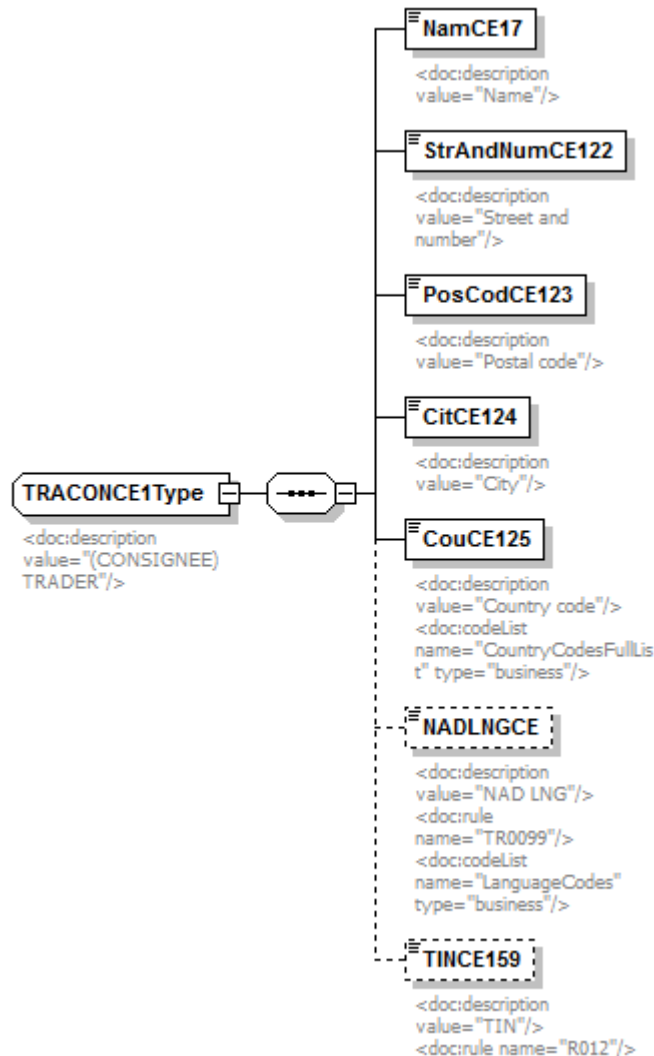 NamCE17
<doc:description
value="Name"/>
StrAndNumCE122
<doc:description
value="Street and
number"/>
PosCodCE123
<doc:description
value="Postal code"/>
CitCE124
<doc:description
value="City"/>
TRACONCE1Type
<doc:description
value="(CONSIGNEE)
TRADER"/>
CouCE125
<doc:description
value="Country code"/>
<doc:codeList
name="CountryCodesFullLis
t" type="business"/>
NADLNGCE
<doc:description
value="NAD LNG"/>
<doc:rule
name="TR0099"/>
<doc:codeList
name="LanguageCodes"
type="business"/>
TINCE159
<doc:description
value="TIN"/>
<doc:rule name="R012"/>